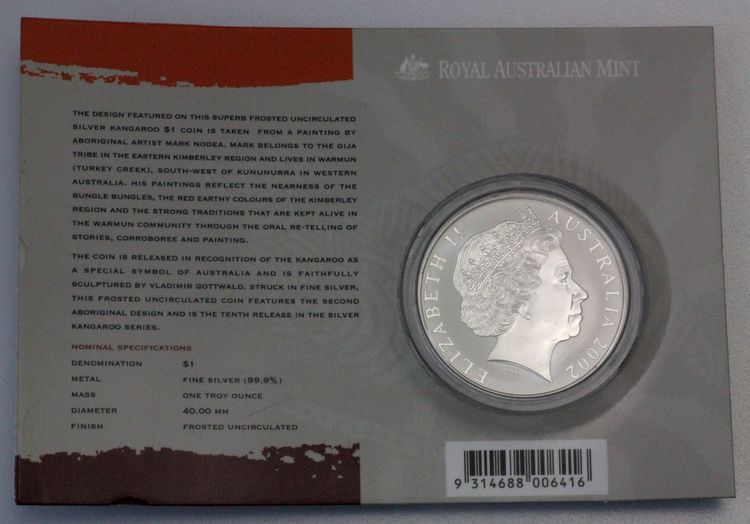 ROYAL AUSTRALIAN MINT
THE DESIGN FEATURED ON THIS SUPERB FROSTED UNCIRCULATED
SILVER KANGAROO $1 COIN IS TAKEN FROM A PAINTING BY
ABORIGINAL ARTIST MARK NODEA. MARK BELONGS TO THE GIJA
TRIBE IN THE EASTERN KIMBERLEY REGION AND LIVES IN WARMUN
(TURKEY CREEK), SOUTH-WEST OF KUNUNURRA IN WESTERN
AUSTRALIA. HIS PAINTINGS REFLECT THE NEARNESS OF THE
BUNGLE BUNGLES, THE RED EARTHY COLOURS OF THE KIMBERLEY
REGION AND THE STRONG TRADITIONS THAT ARE KEPT ALIVE IN
THE WARMUN COMMUNITY THROUGH THE ORAL RE-TELLING OF
STORIES, CORROBOREE AND PAINTING.
THE COIN IS RELEASED IN RECOGNITION OF THE KANGAROO AS
A SPECIAL SYMBOL OF AUSTRALIA AND IS FAITHFULLY
SCULPTURED BY VLADIMIR GOTTWALD. STRUCK IN FINE SILVER,
THIS FROSTED UNCIRCULATED COIN FEATURES THE SECOND
ABORIGINAL DESIGN AND IS THE TENTH RELEASE IN THE SILVER
KANGAROO SERIES.
NOMINAL SPECIFICATIONS
DENOMINATION $1
METAL FINE SILVER (99.9%)
MASS ONE TROY OUNCE
DIAMETER 40.00 MM
FINISH FROSTED UNCIRCULATED
ELIZABETH II AUSTRALIA 2002
9 314688 006416